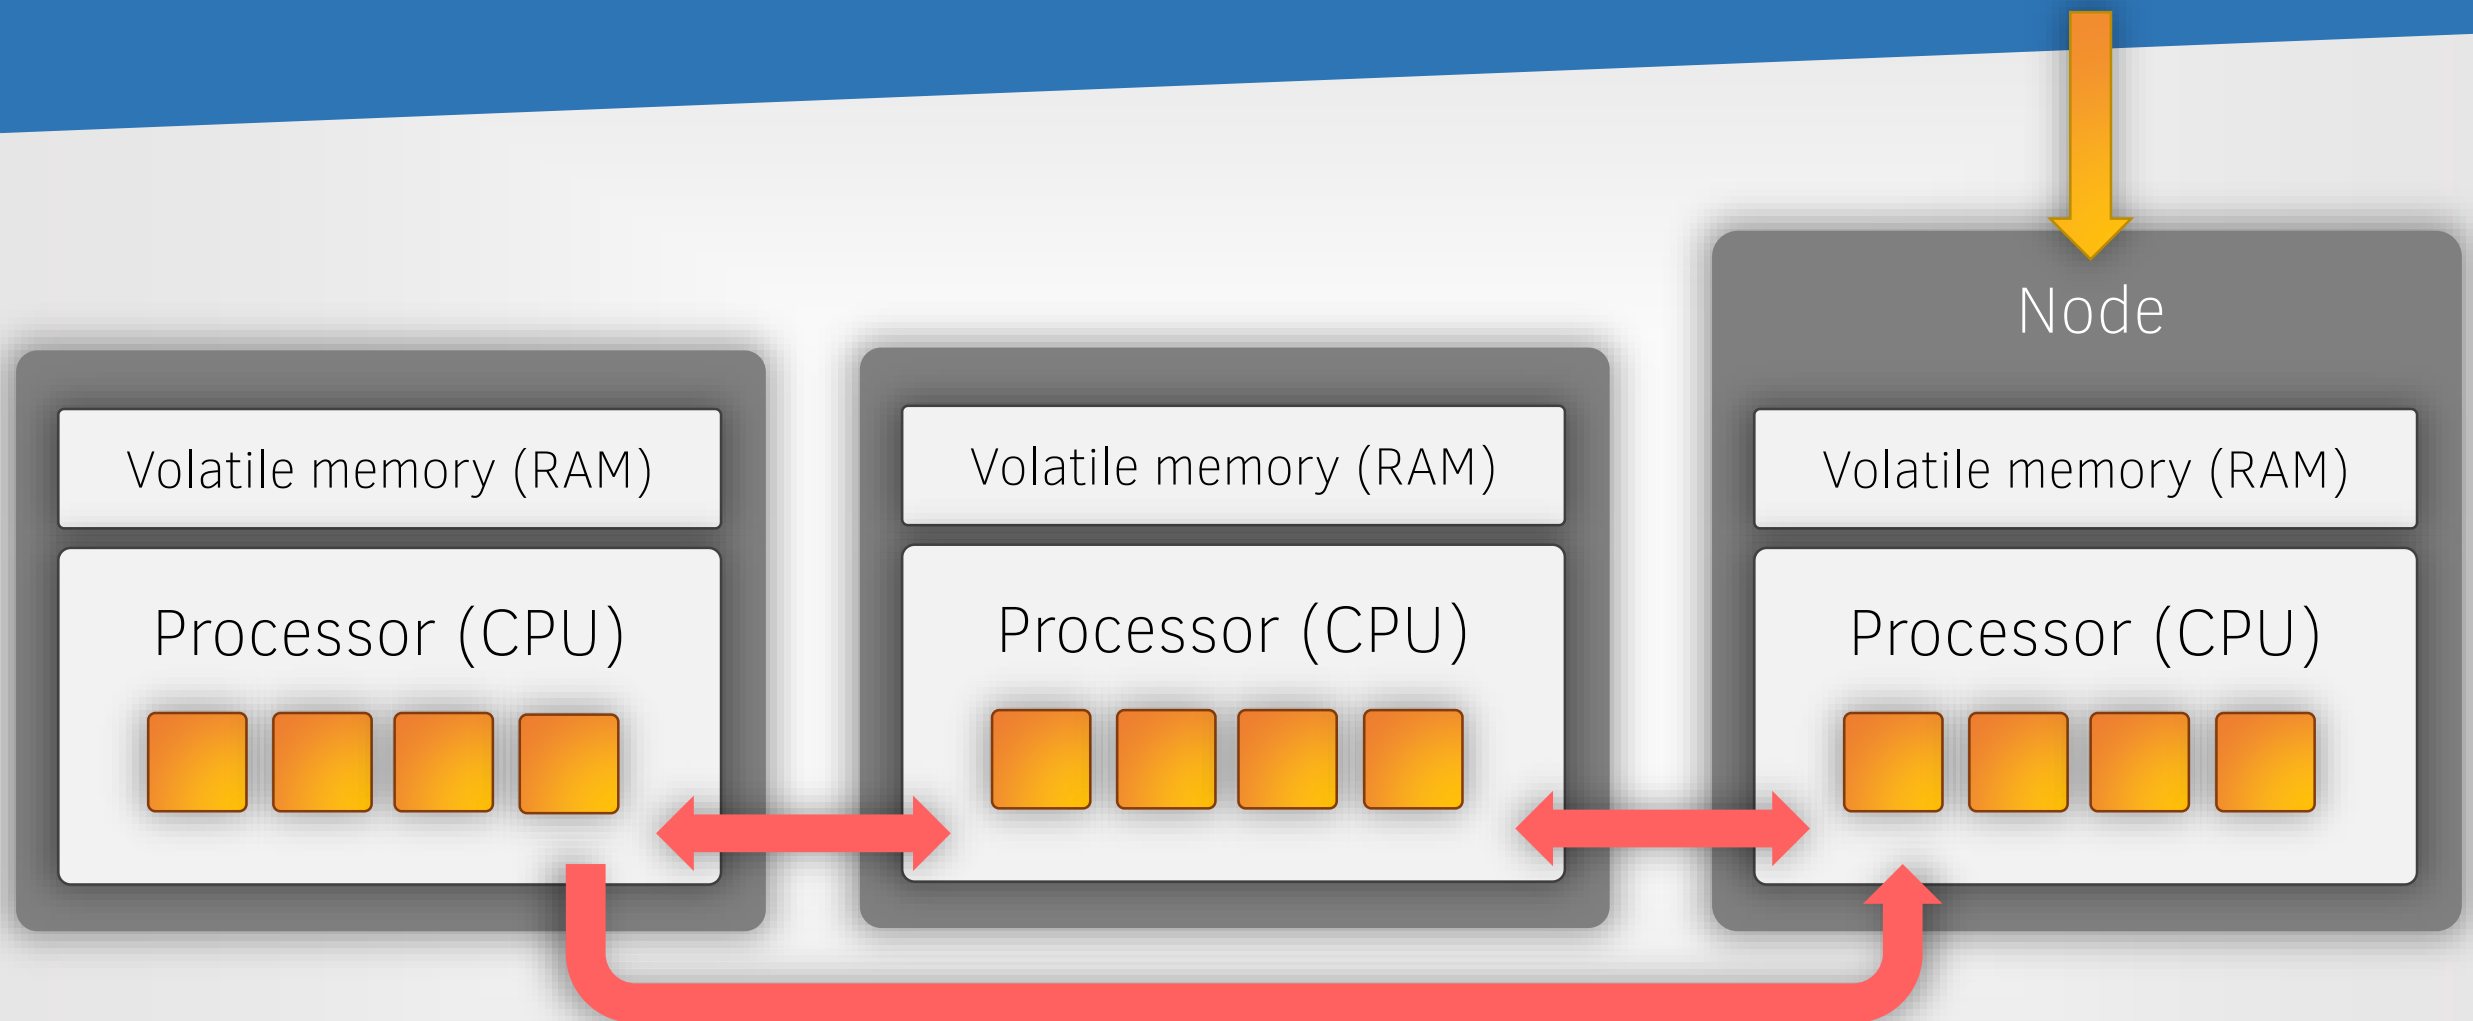 Node
Volatile memory (RAM)
Volatile memory (RAM)
Volatile memory (RAM)
Processor (CPU)
Processor (CPU)
Processor (CPU)